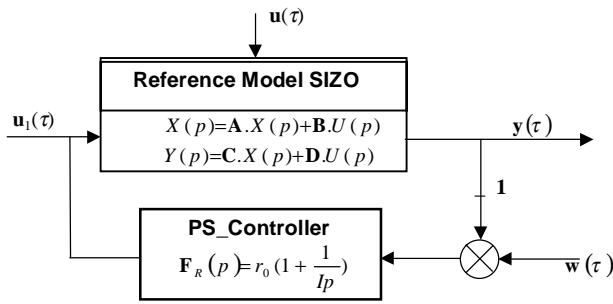 u(τ)
Reference Model SIZO
u₁(τ)
X(p)=A.X(p)+B.U(p)
Y(p)=C.X(p)+D.U(p)
y(τ)
1
PS_Controller
F_R(p)=r₀(1+1/Ip)
w(τ)